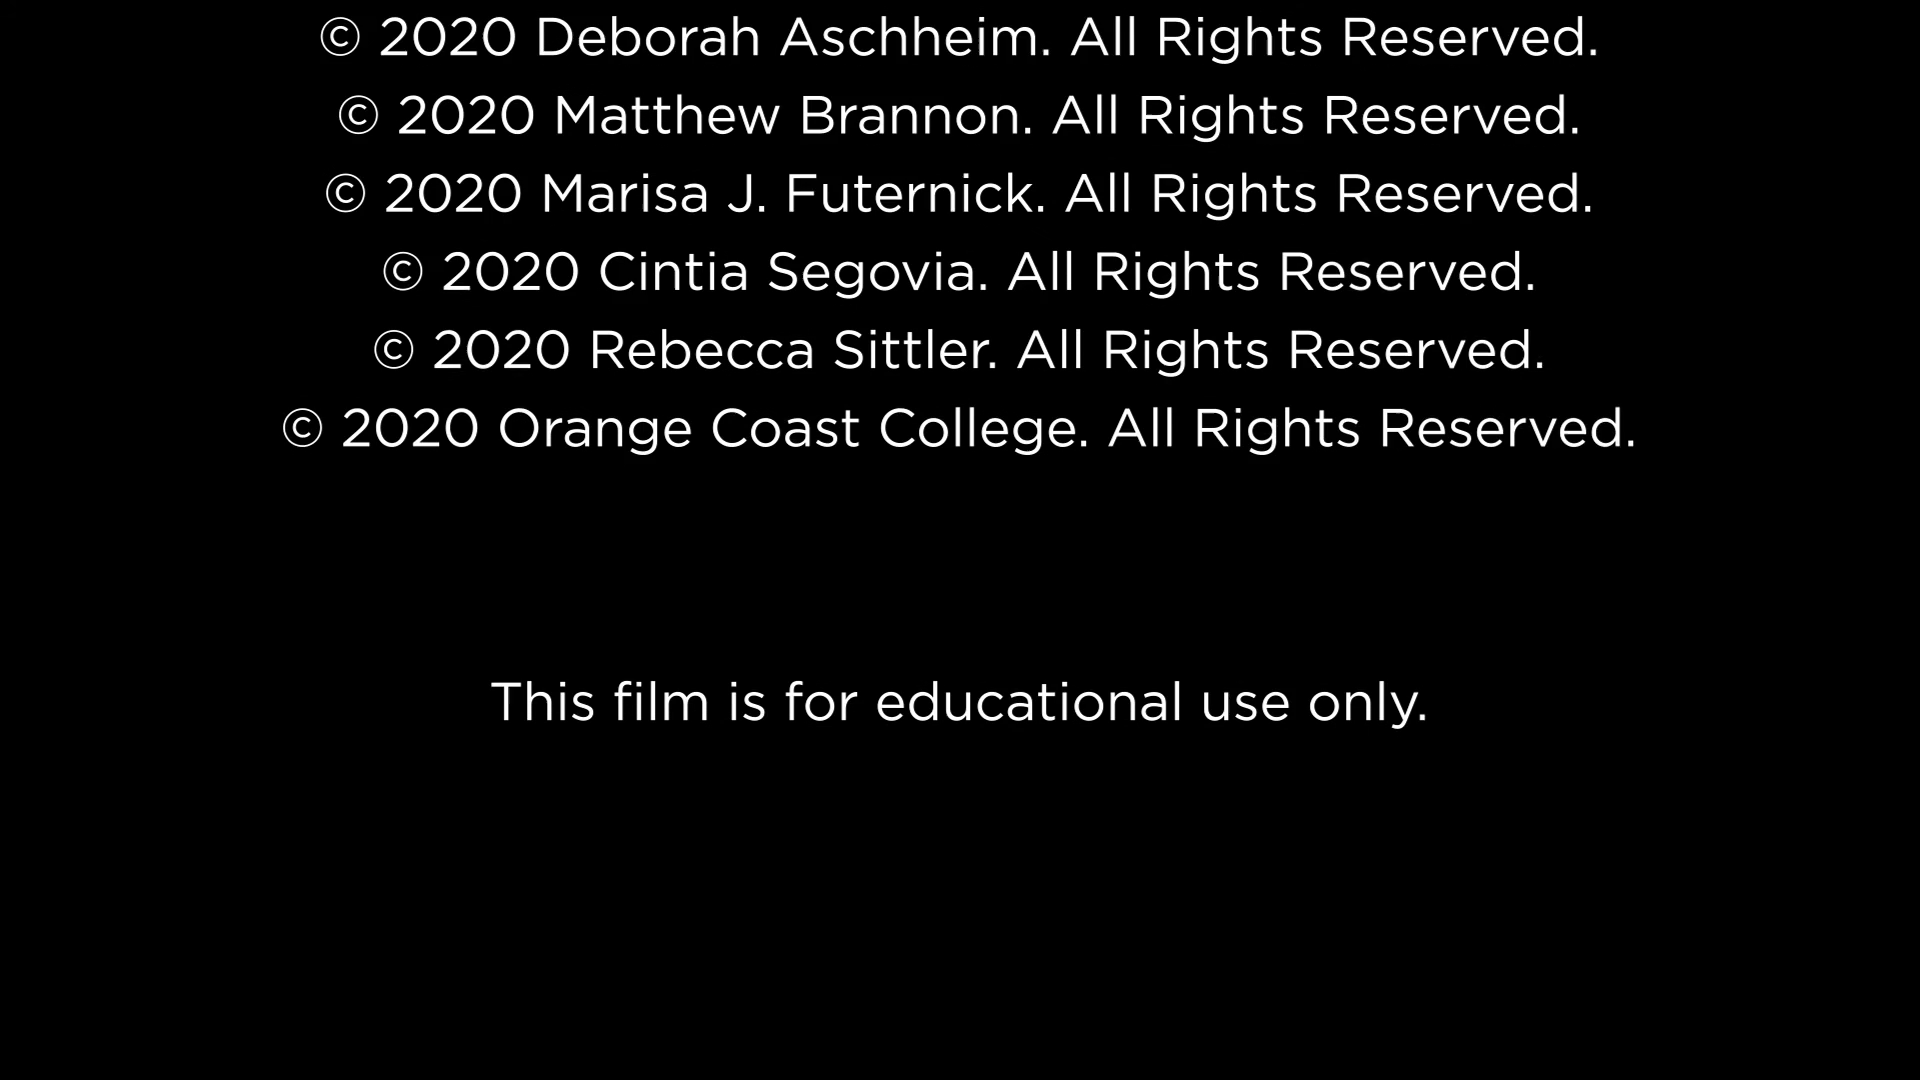 © 2020 Deborah Aschheim. All Rights Reserved.
© 2020 Matthew Brannon. All Rights Reserved.
© 2020 Marisa J. Futernick. All Rights Reserved.
© 2020 Cintia Segovia. All Rights Reserved.
© 2020 Rebecca Sittler. All Rights Reserved.
© 2020 Orange Coast College. All Rights Reserved.
This film is for educational use only.